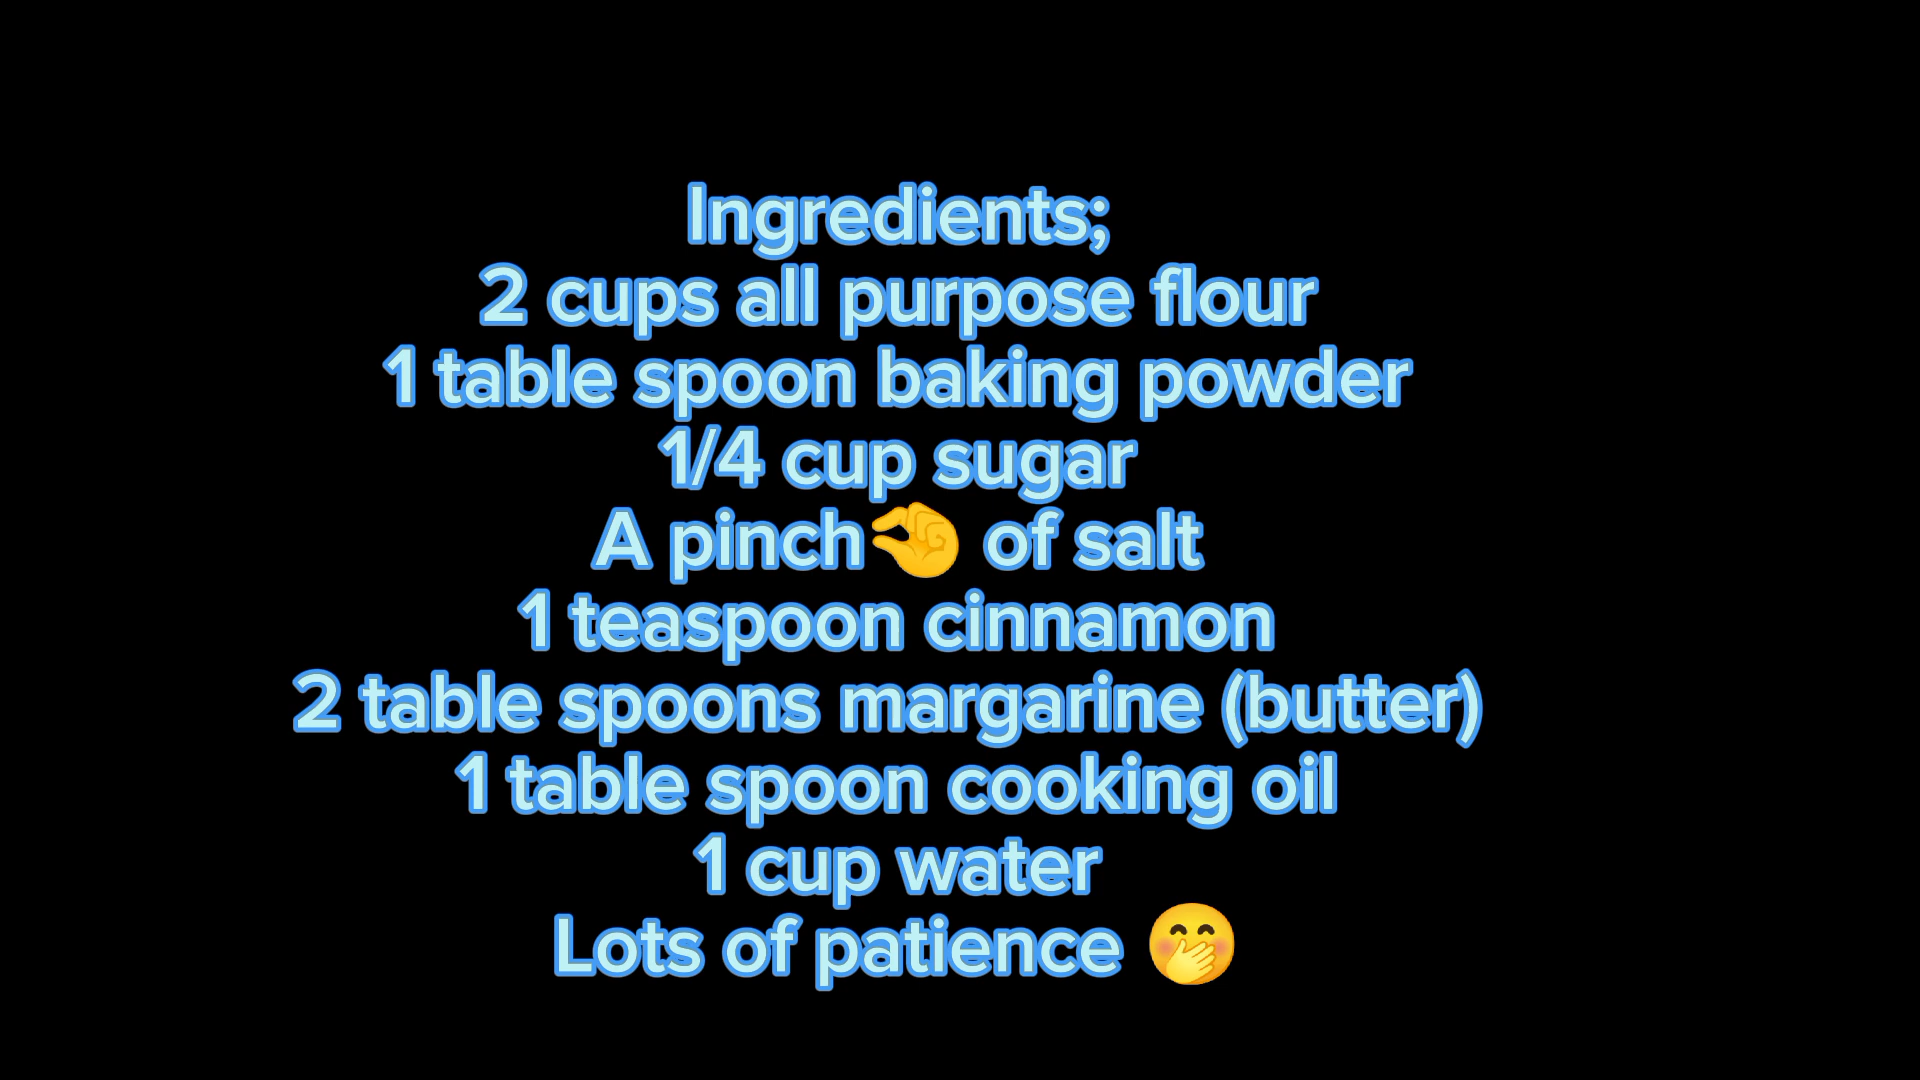 Ingredients;
2 cups all purpose flour
1 table spoon baking powder
1/4 cup sugar
A pinch🤏 of salt
1 teaspoon cinnamon
2 table spoons margarine (butter)
1 table spoon cooking oil
1 cup water
Lots of patience 🤭